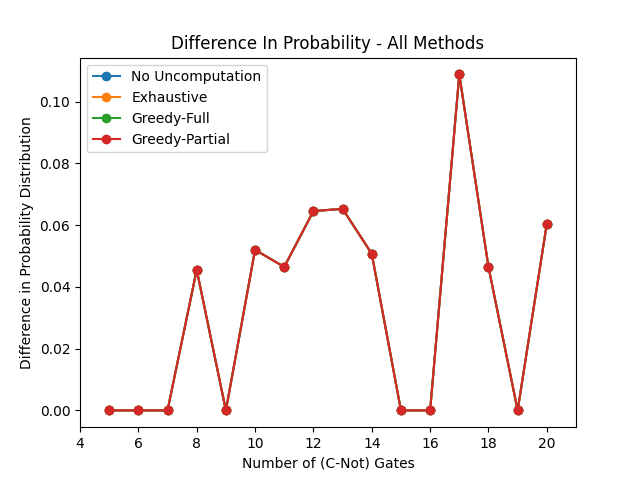 Difference In Probability - All Methods
No Uncomputation
Exhaustive
Greedy-Full
Greedy-Partial
Difference in Probability Distribution
0.10
0.08
0.06
0.04
0.02
0.00
4 6 8 10 12 14 16 18 20
Number of (C-Not) Gates